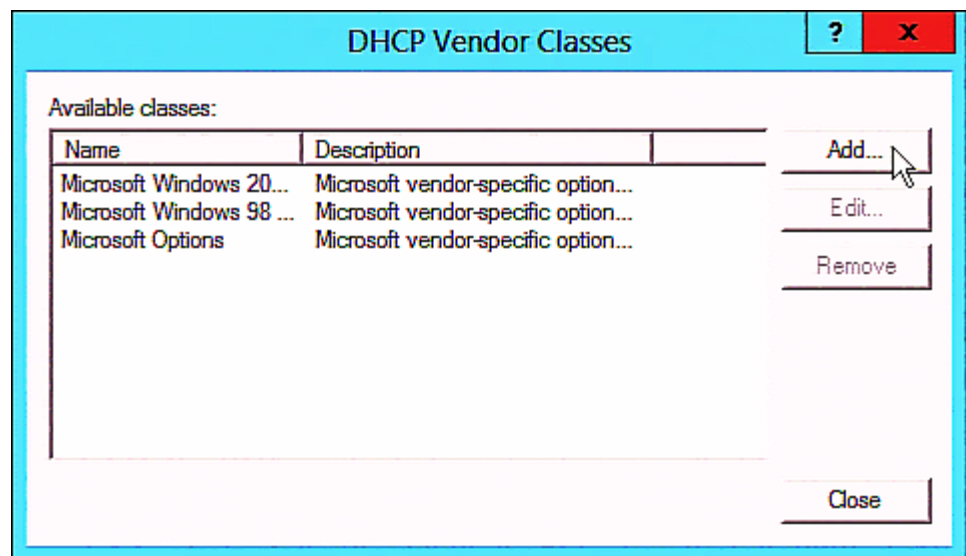 DHCP Vendor Classes ? x
Available classes:
Name Description Add...
Microsoft Windows 20... Microsoft vendor-specific option...
Microsoft Windows 98 ... Microsoft vendor-specific option... Edit...
Microsoft Options Microsoft vendor-specific option...
Remove
Close